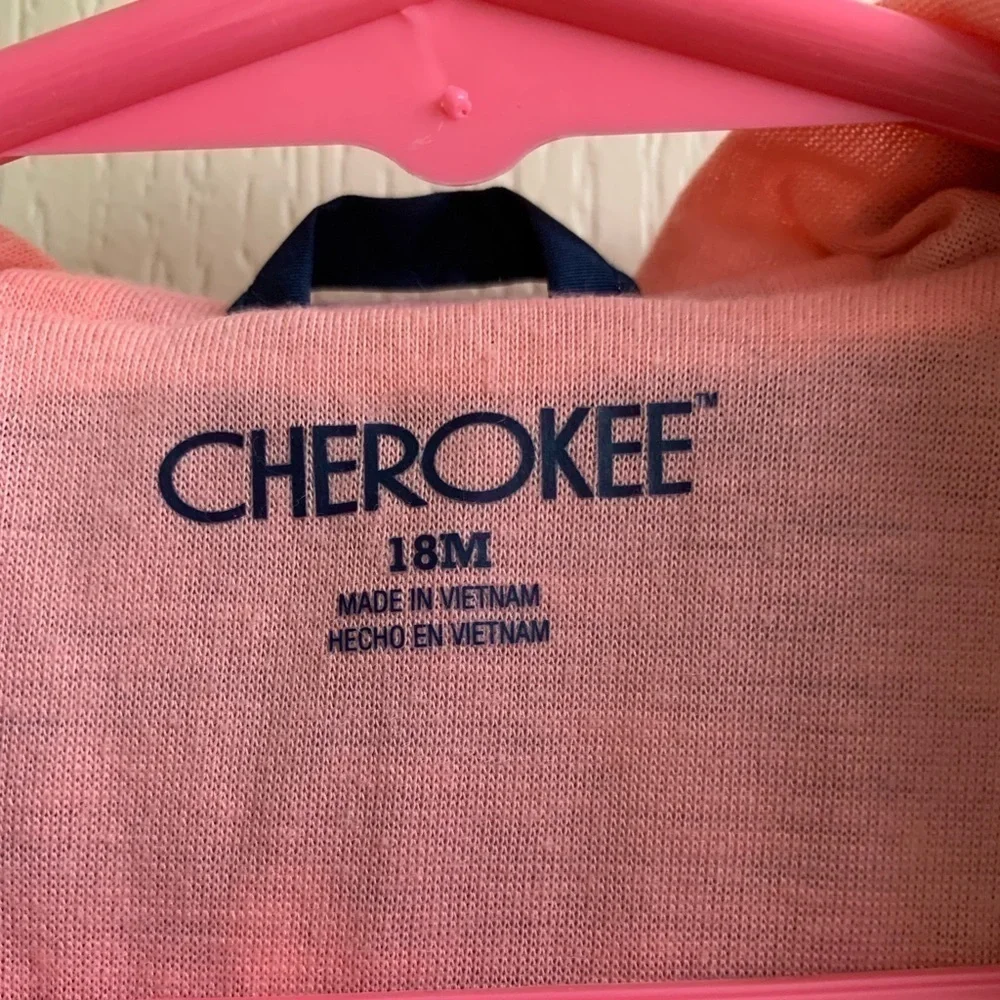 CHEROKEE™
18M
MADE IN VIETNAM
HECHO EN VIETNAM